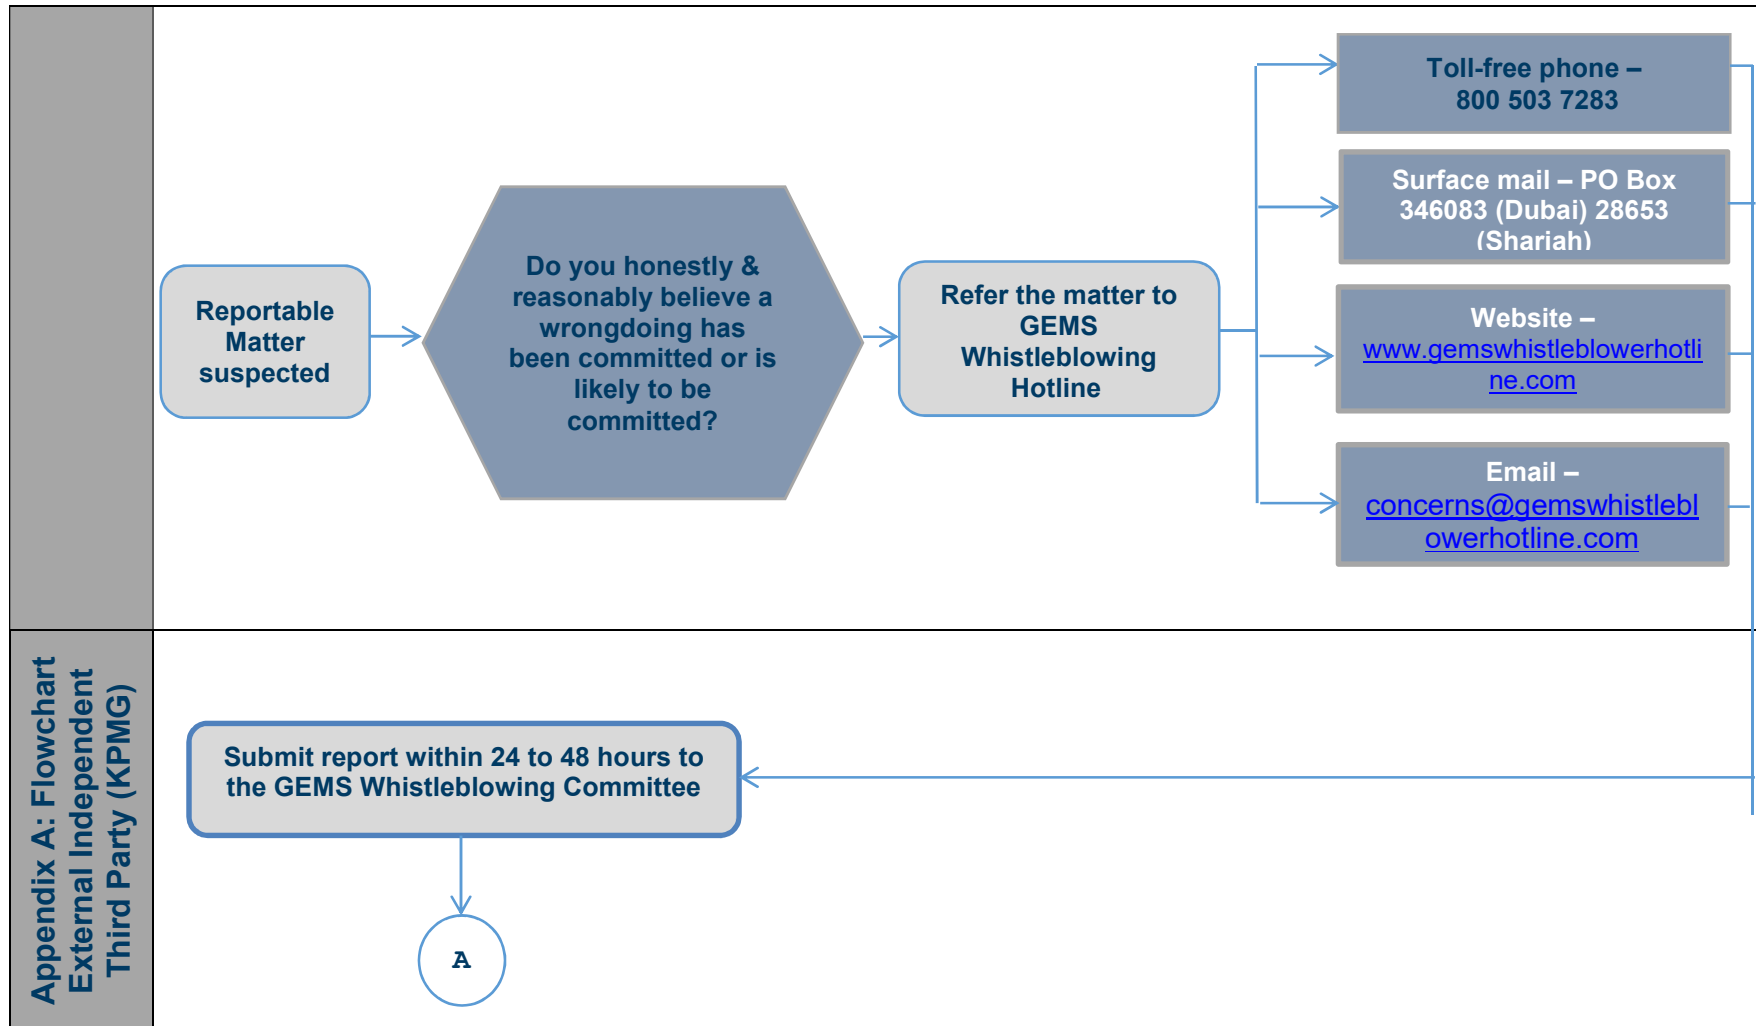 Reportable
Matter
suspected
Do you honestly &
reasonably believe a
wrongdoing has
been committed or is
likely to be
committed?
Refer the matter to
GEMS
Whistleblowing
Hotline
Toll-free phone –
800 503 7283
Surface mail – PO Box
346083 (Dubai) 28653
(Shariah)
Website –
www.gemswhistleblowerhotli
ne.com
Email –
concerns@gemswhistlebl
owerhotline.com
Appendix A: Flowchart
External Independent
Third Party (KPMG)
Submit report within 24 to 48 hours to
the GEMS Whistleblowing Committee
A